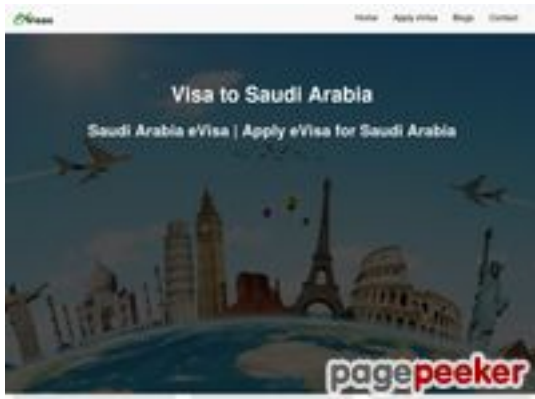 Home Apply eVisa Blogs Contact
Visa to Saudi Arabia
Saudi Arabia eVisa | Apply eVisa for Saudi Arabia
pagepeeker